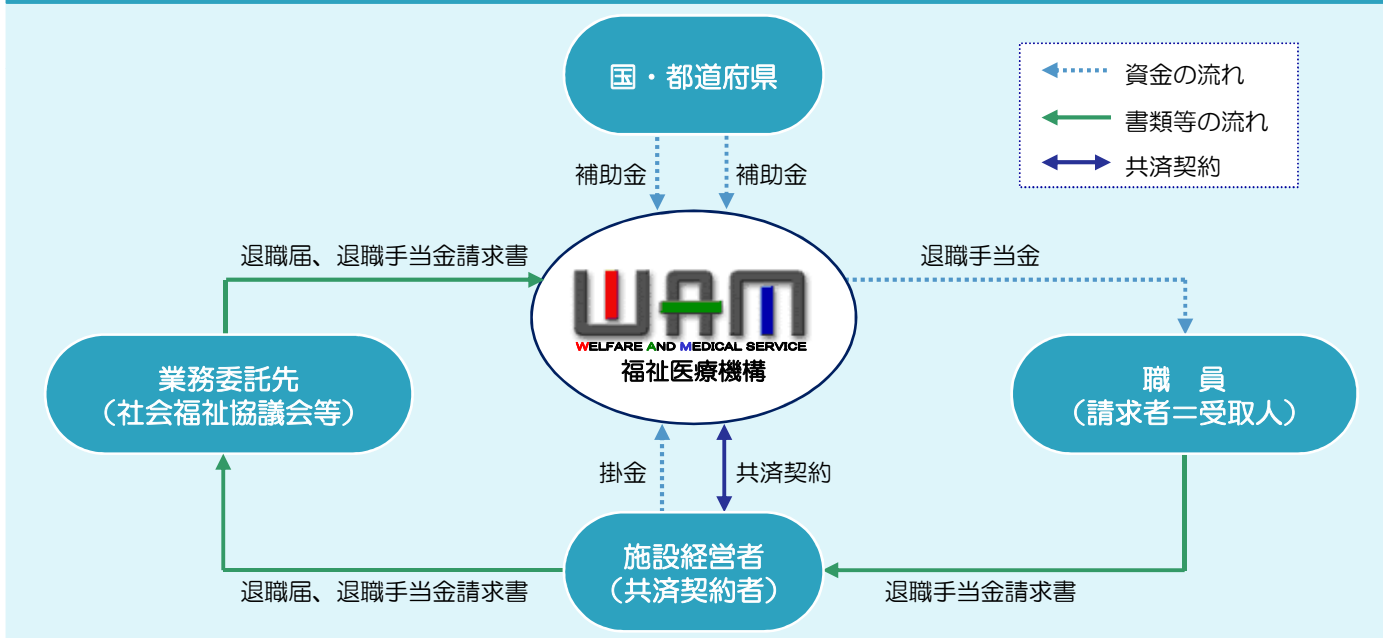 国・都道府県
資金の流れ
書類等の流れ
共済契約
補助金
補助金
退職届、退職手当金請求書
退職手当金
WAM
WELFARE AND MEDICAL SERVICE
福祉医療機構
業務委託先
（社会福祉協議会等）
職　員
（請求者＝受取人）
掛金
共済契約
施設経営者
（共済契約者）
退職届、退職手当金請求書
退職手当金請求書